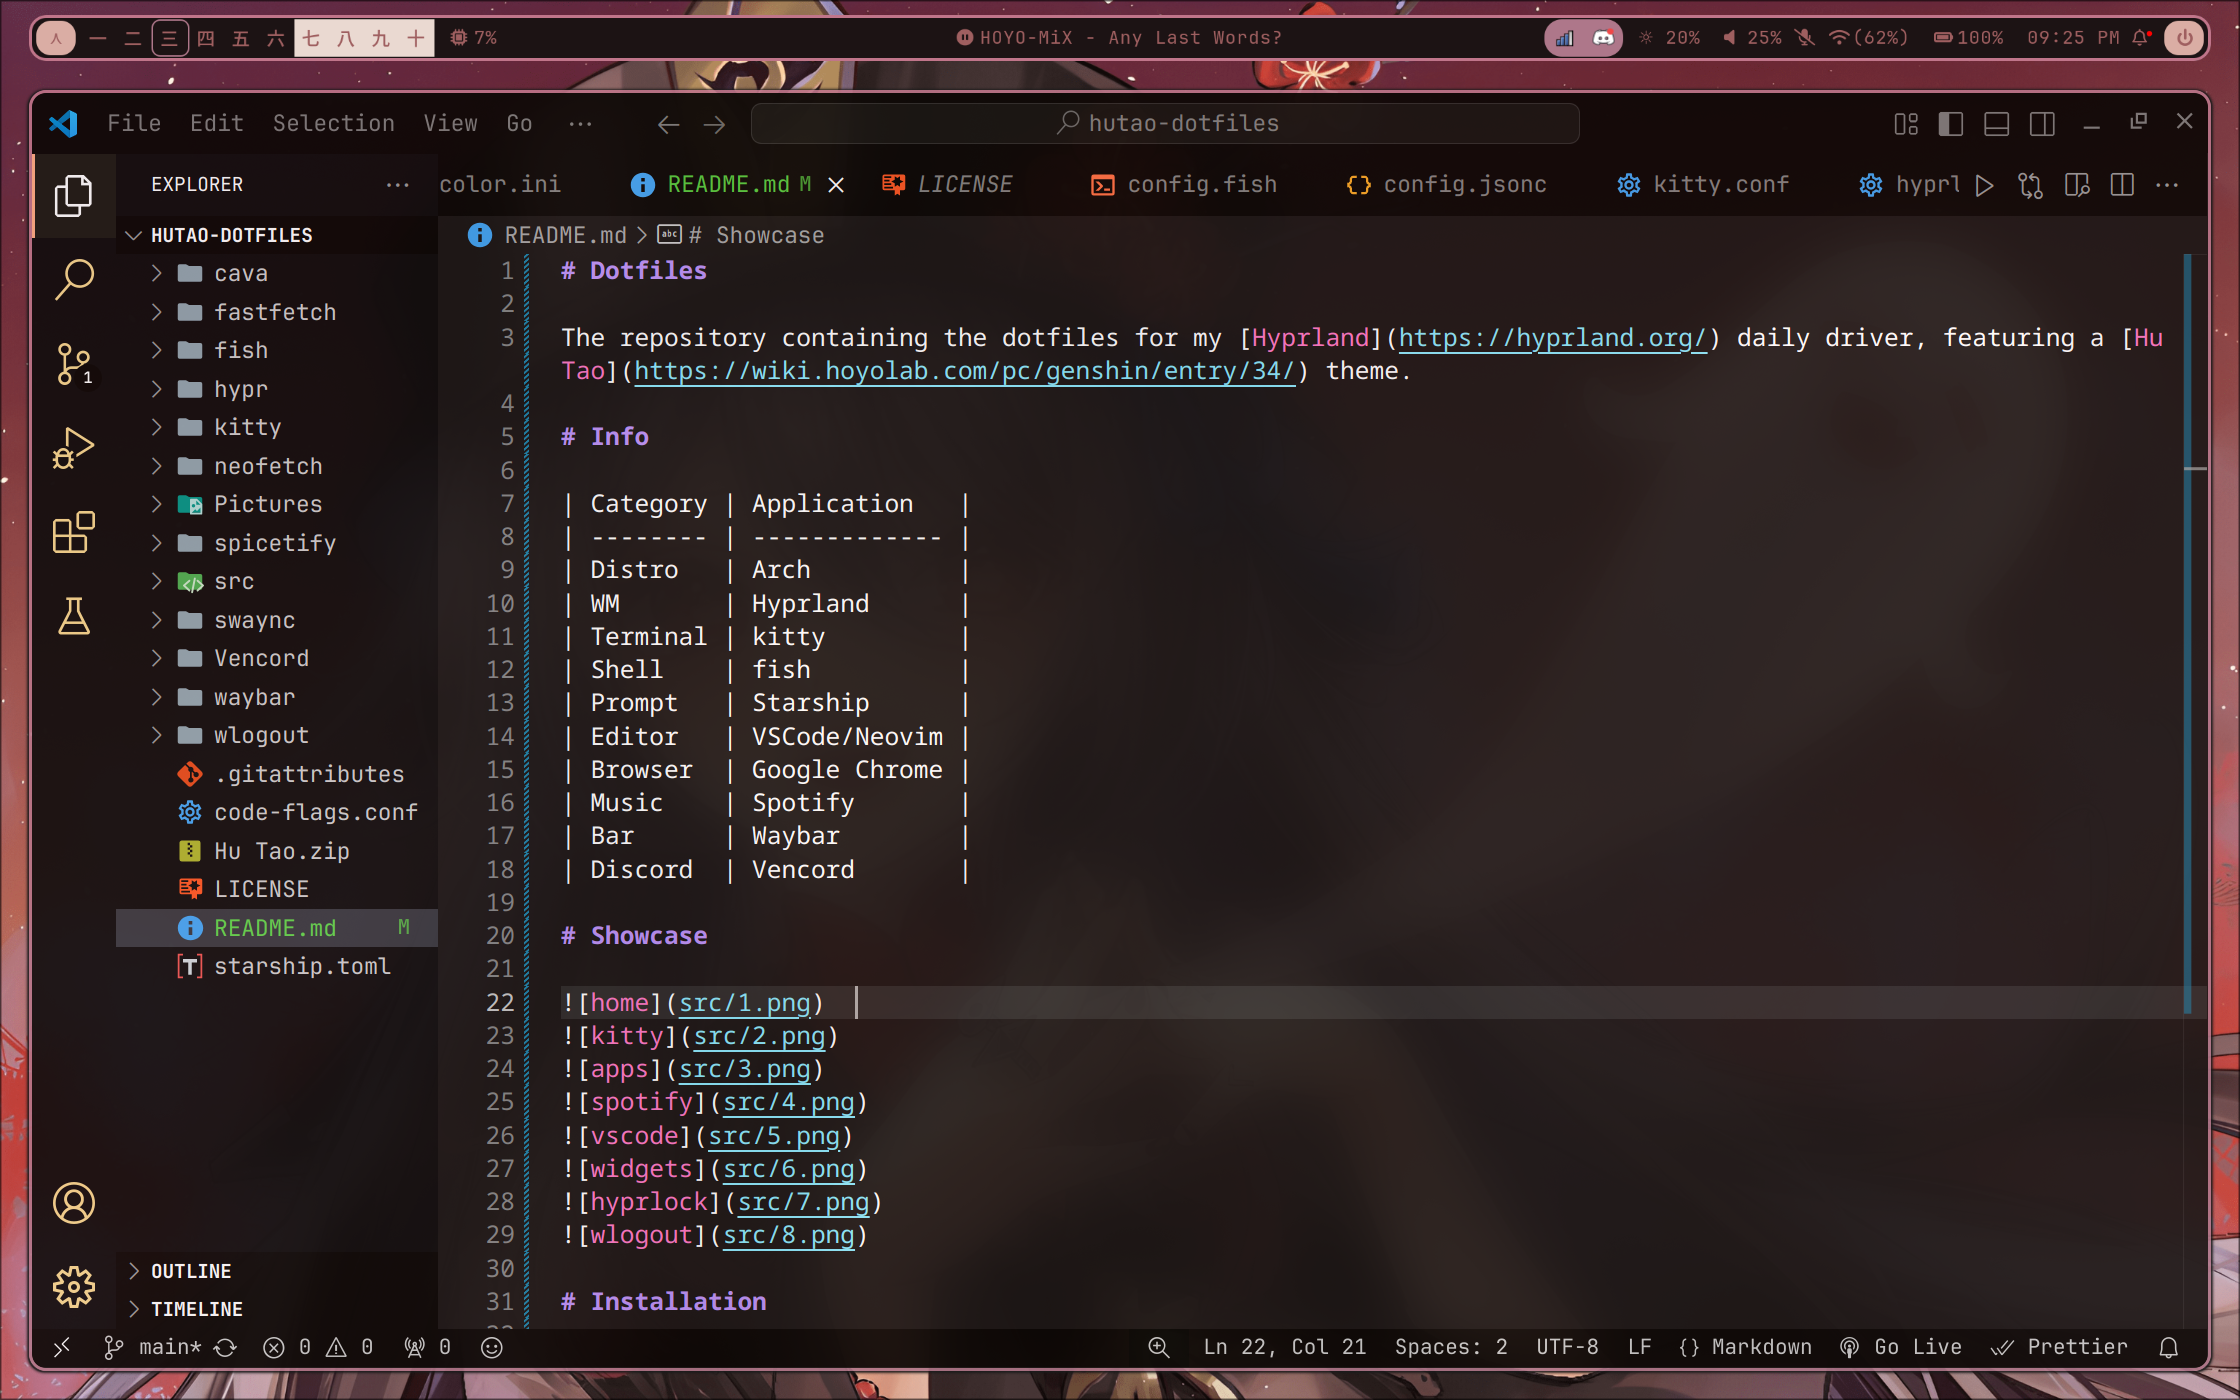 人 一 二 三 四 五 六 七 八 九 十 7% HOYO-MiX - Any Last Words? 20% 25% (62%) 100% 09:25 PM
File Edit Selection View Go ··· hutao-dotfiles
EXPLORER ···
color.ini README.md M LICENSE config.fish config.jsonc kitty.conf hyprl ···
HUTAO-DOTFILES
cava
fastfetch
fish
hypr
kitty
neofetch
Pictures
spicetify
src
swaync
Vencord
waybar
wlogout
.gitattributes
code-flags.conf
Hu Tao.zip
LICENSE
README.md M
starship.toml
OUTLINE
TIMELINE
1
README.md > abc # Showcase
1 # Dotfiles
2
3 The repository containing the dotfiles for my [Hyprland](https://hyprland.org/) daily driver, featuring a [Hu
Tao](https://wiki.hoyolab.com/pc/genshin/entry/34/) theme.
4
5 # Info
6
7 | Category | Application   |
8 | -------- | ------------- |
9 | Distro   | Arch          |
10 | WM       | Hyprland      |
11 | Terminal | kitty         |
12 | Shell    | fish          |
13 | Prompt   | Starship      |
14 | Editor   | VSCode/Neovim |
15 | Browser  | Google Chrome |
16 | Music    | Spotify       |
17 | Bar      | Waybar        |
18 | Discord  | Vencord       |
19
20 # Showcase
21
22 ![home](src/1.png)
23 ![kitty](src/2.png)
24 ![apps](src/3.png)
25 ![spotify](src/4.png)
26 ![vscode](src/5.png)
27 ![widgets](src/6.png)
28 ![hyprlock](src/7.png)
29 ![wlogout](src/8.png)
30
31 # Installation
main* 0 0 0 Ln 22, Col 21 Spaces: 2 UTF-8 LF {} Markdown Go Live Prettier